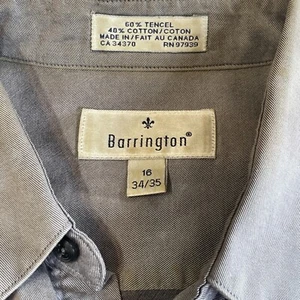 60% TENCEL
40% COTTON/COTON
MADE IN/FAIT AU CANADA
CA 34370 RN 97939
Barrington®
16
34/35